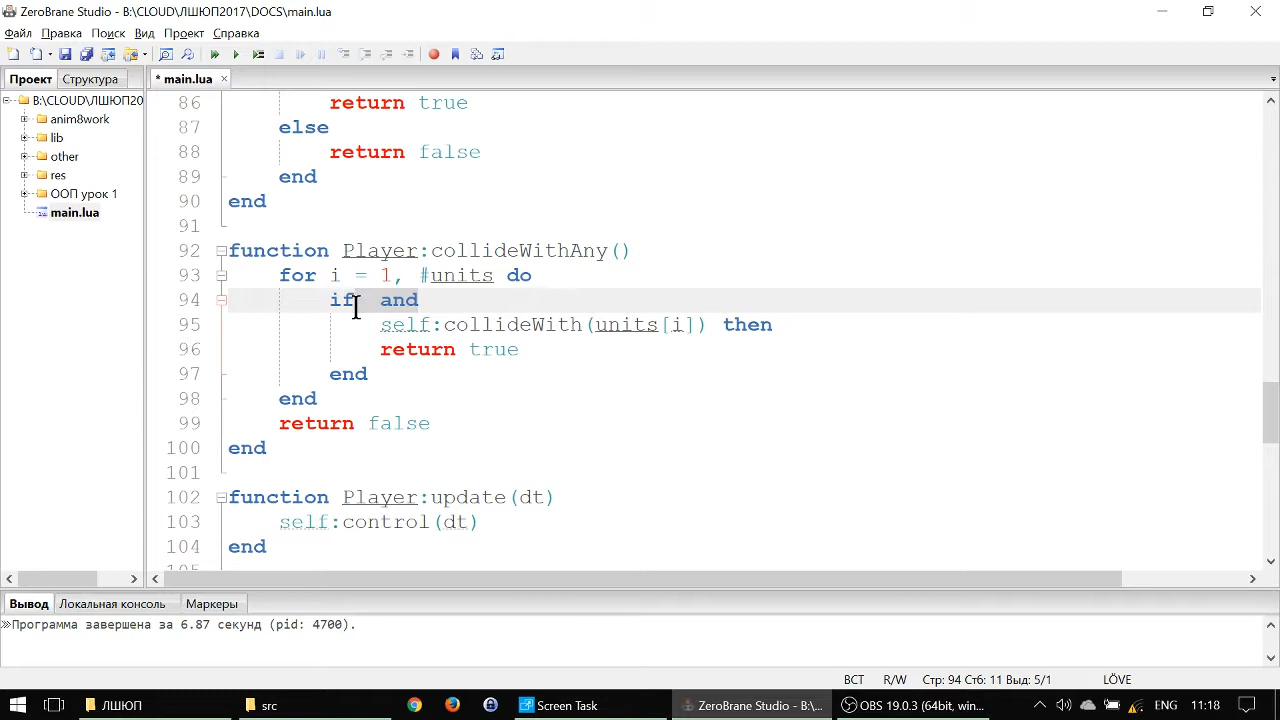 ZeroBrane Studio - B:\CLOUD\ЛШЮП2017\DOCS\main.lua
Файл Правка Поиск Вид Проект Справка
Проект Структура * main.lua
B:\CLOUD\ЛШЮП20
anim8work
lib
other
res
ООП урок 1
main.lua
86 return true
87 else
88 return false
89 end
90 end
91
92 function Player:collideWithAny()
93 for i = 1, #units do
94 if and
95 self:collideWith(units[i]) then
96 return true
97 end
98 end
99 return false
100 end
101
102 function Player:update(dt)
103 self:control(dt)
104 end
Вывод Локальная консоль Маркеры
»Программа завершена за 6.87 секунд (pid: 4700).
ВСТ R/W Стр: 94 Стб: 11 Выд: 5/1 LÖVE
ЛШЮП src Screen Task ZeroBrane Studio - B:\... OBS 19.0.3 (64bit, win... ENG 11:18